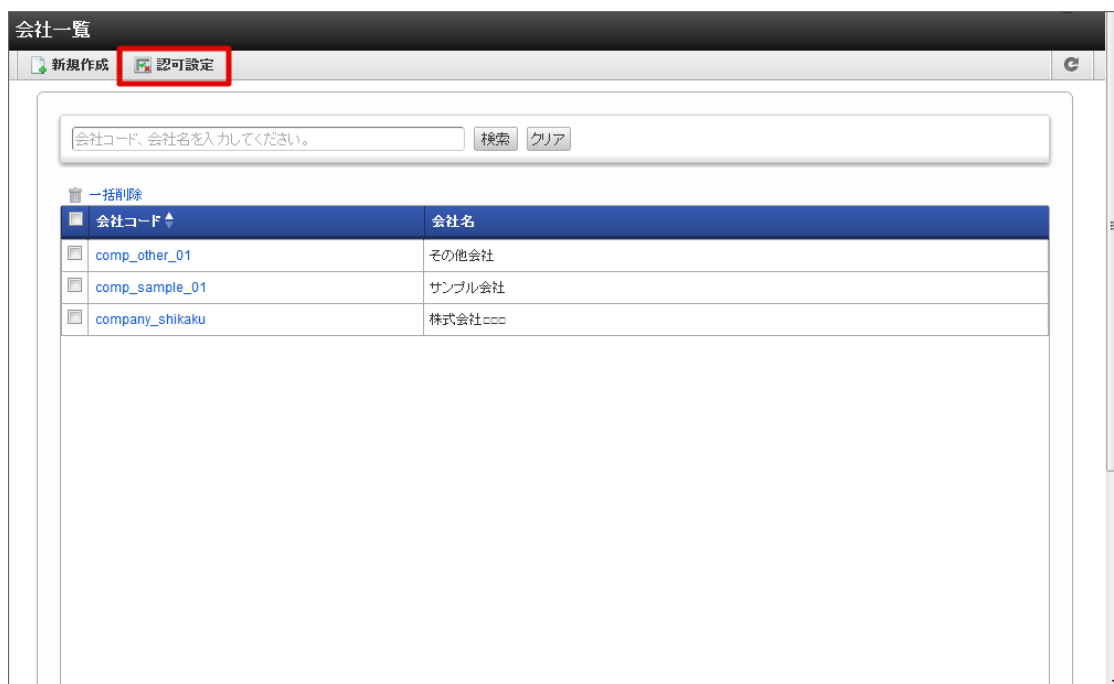 会社一覧
新規作成 認可設定
会社コード、会社名を入力してください。 検索 クリア
一括削除
会社コード 会社名
comp_other_01 その他会社
comp_sample_01 サンプル会社
company_shikaku 株式会社□□□